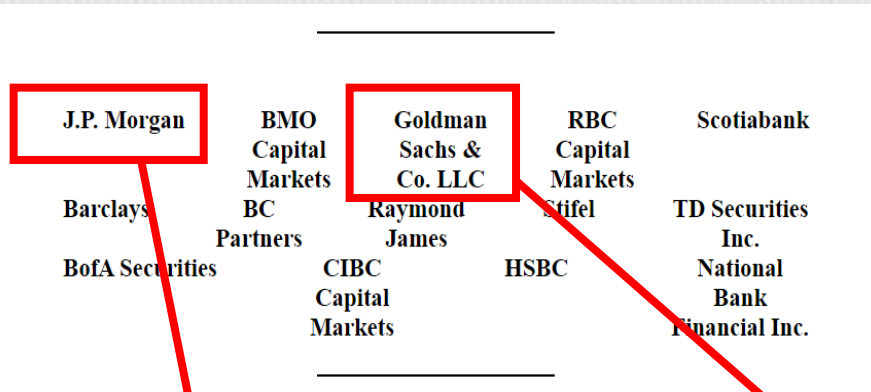 J.P. Morgan BMO Goldman RBC Scotiabank
Capital Sachs & Capital
Markets Co. LLC Markets
Barclays BC Raymond Stifel TD Securities
Partners James Inc.
BofA Securities CIBC HSBC National
Capital Bank
Markets Financial Inc.